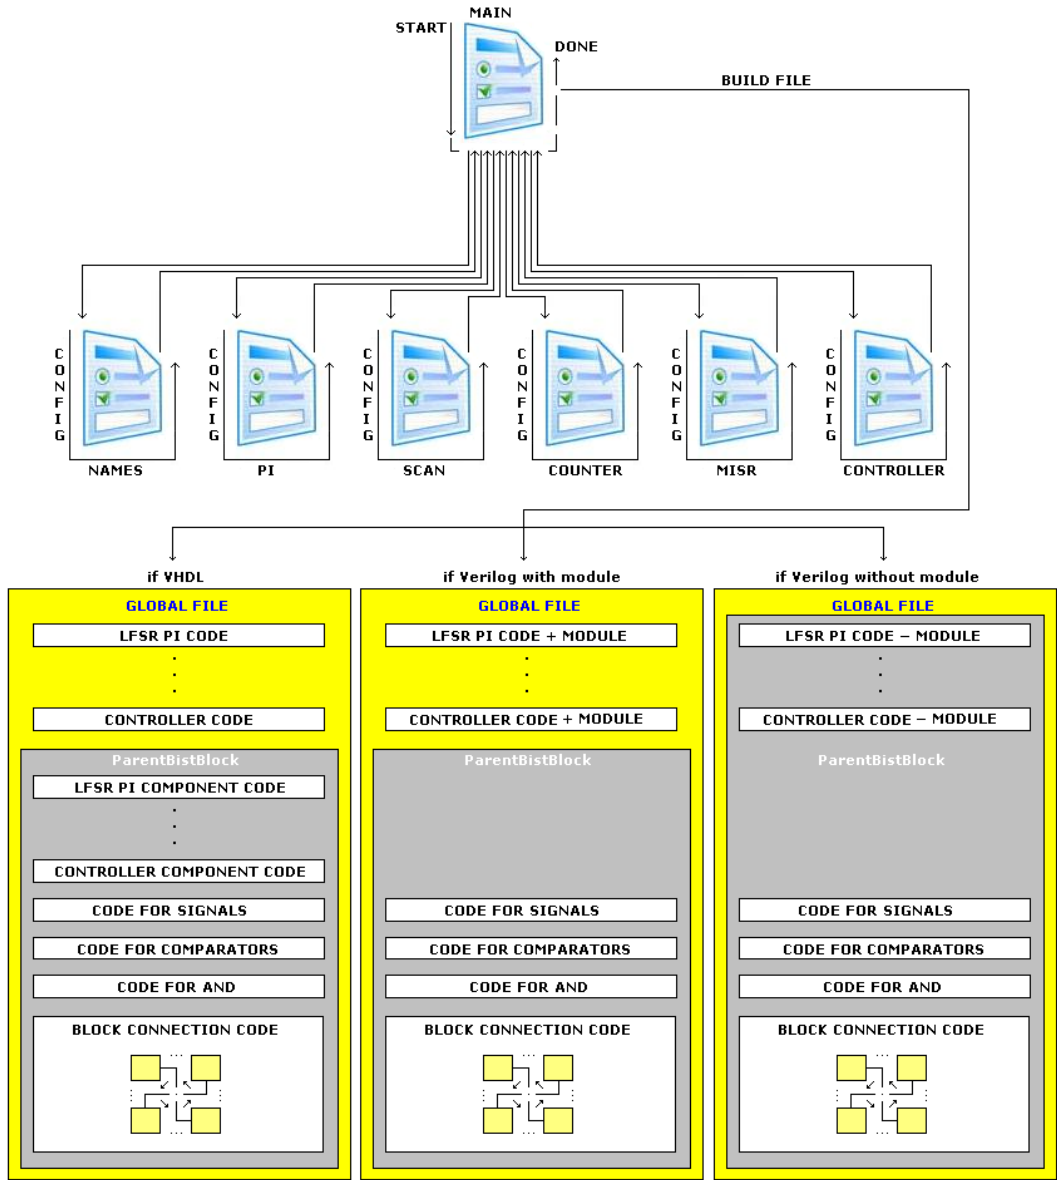 MAIN
START
DONE
BUILD FILE
CONFIG CONFIG CONFIG CONFIG CONFIG CONFIG
NAMES PI SCAN COUNTER MISR CONTROLLER
if VHDL if Verilog with module if Verilog without module
GLOBAL FILE
LFSR PI CODE
.
.
.
CONTROLLER CODE
ParentBistBlock
LFSR PI COMPONENT CODE
.
.
.
CONTROLLER COMPONENT CODE
CODE FOR SIGNALS
CODE FOR COMPARATORS
CODE FOR AND
BLOCK CONNECTION CODE
GLOBAL FILE
LFSR PI CODE + MODULE
.
.
.
CONTROLLER CODE + MODULE
ParentBistBlock
CODE FOR SIGNALS
CODE FOR COMPARATORS
CODE FOR AND
BLOCK CONNECTION CODE
GLOBAL FILE
LFSR PI CODE – MODULE
.
.
.
CONTROLLER CODE – MODULE
ParentBistBlock
CODE FOR SIGNALS
CODE FOR COMPARATORS
CODE FOR AND
BLOCK CONNECTION CODE